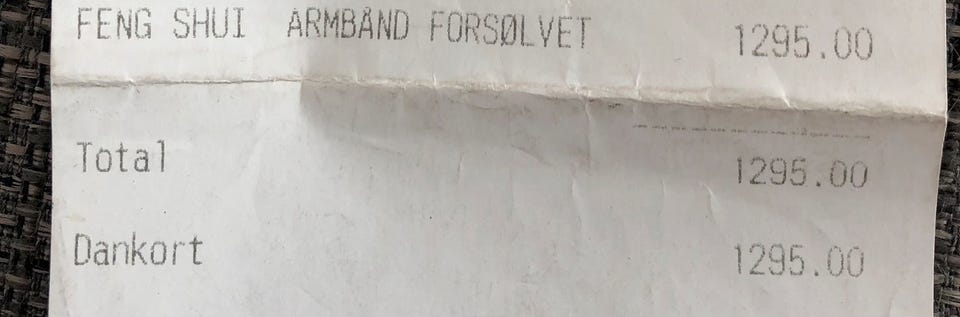 FENG SHUI ARMBÅND FORSØLVET 1295.00
Total 1295.00
Dankort 1295.00